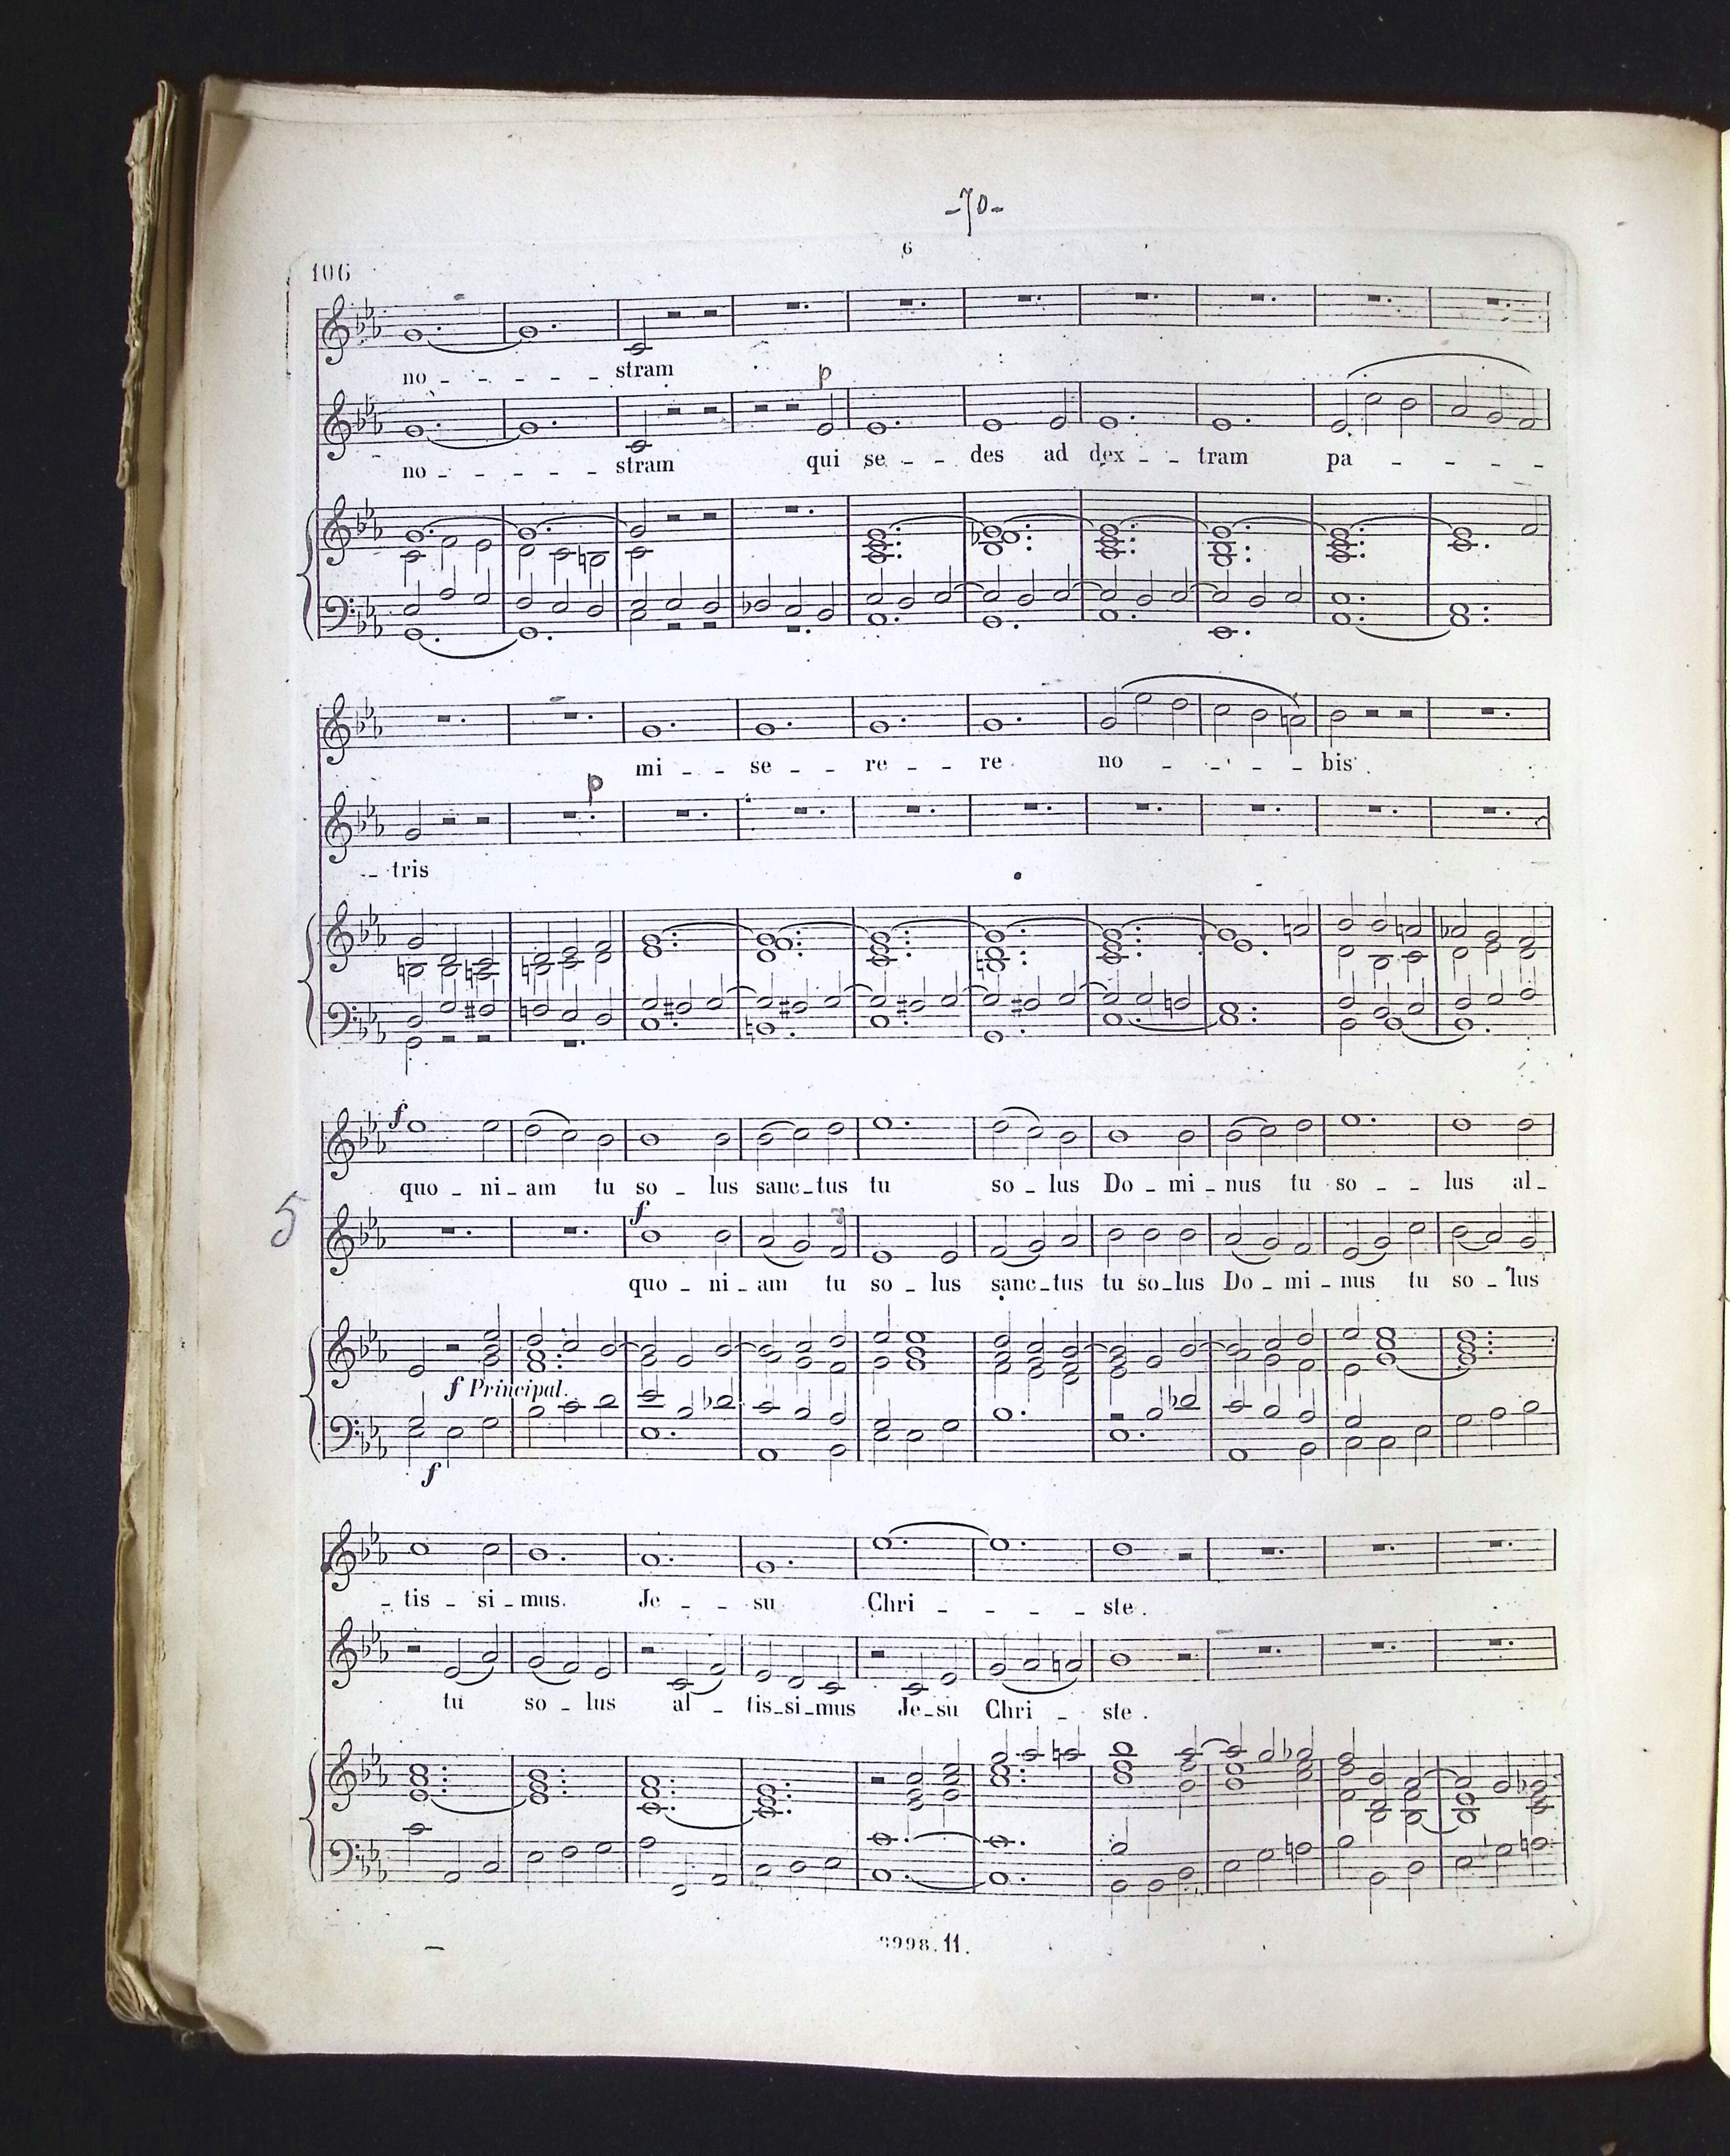 -70-
6
106
no - - - - - stram
p
no - - - - - stram qui se - - des ad dex - - tram pa - - - -
mi - - se - - re - - re no - - - - bis.
p
-- tris
f
quo - ni - am tu so - lus sanc - tus tu so - lus Do - mi - nus tu so - - lus al -
5
f
quo - ni - am tu so - lus sanc - tus tu so - lus Do - mi - nus tu so - lus
f Principal.
f
- tis - si - mus. Je - - su Chri - - - - ste.
tu so - lus al - tis - si - mus Je - su Chri - ste.
998.11.